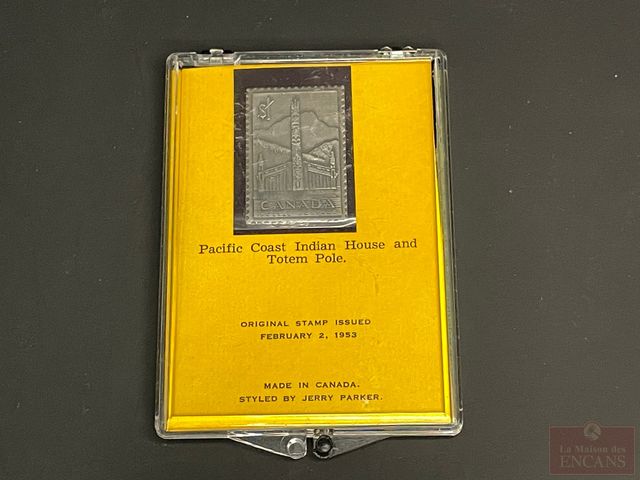 $1
CANADA
Pacific Coast Indian House and
Totem Pole.
ORIGINAL STAMP ISSUED
FEBRUARY 2, 1953
MADE IN CANADA.
STYLED BY JERRY PARKER.
La Maison des
ENCANS